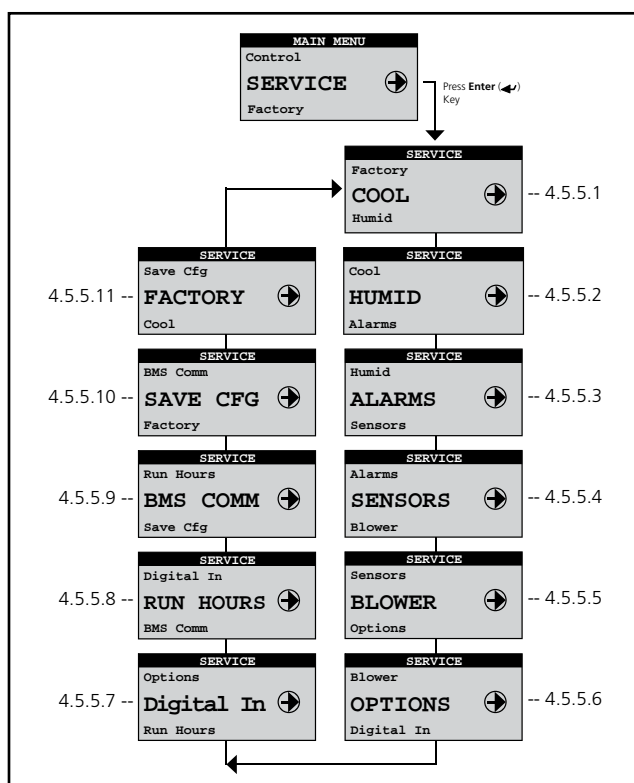 MAIN MENU
Control
SERVICE
Factory
Press Enter (↵)
Key
SERVICE
Factory
COOL
Humid
-- 4.5.5.1
SERVICE
Save Cfg
FACTORY
Cool
4.5.5.11 --
SERVICE
Cool
HUMID
Alarms
-- 4.5.5.2
SERVICE
BMS Comm
SAVE CFG
Factory
4.5.5.10 --
SERVICE
Humid
ALARMS
Sensors
-- 4.5.5.3
SERVICE
Run Hours
BMS COMM
Save Cfg
4.5.5.9 --
SERVICE
Alarms
SENSORS
Blower
-- 4.5.5.4
SERVICE
Digital In
RUN HOURS
BMS Comm
4.5.5.8 --
SERVICE
Sensors
BLOWER
Options
-- 4.5.5.5
SERVICE
Options
Digital In
Run Hours
4.5.5.7 --
SERVICE
Blower
OPTIONS
Digital In
-- 4.5.5.6